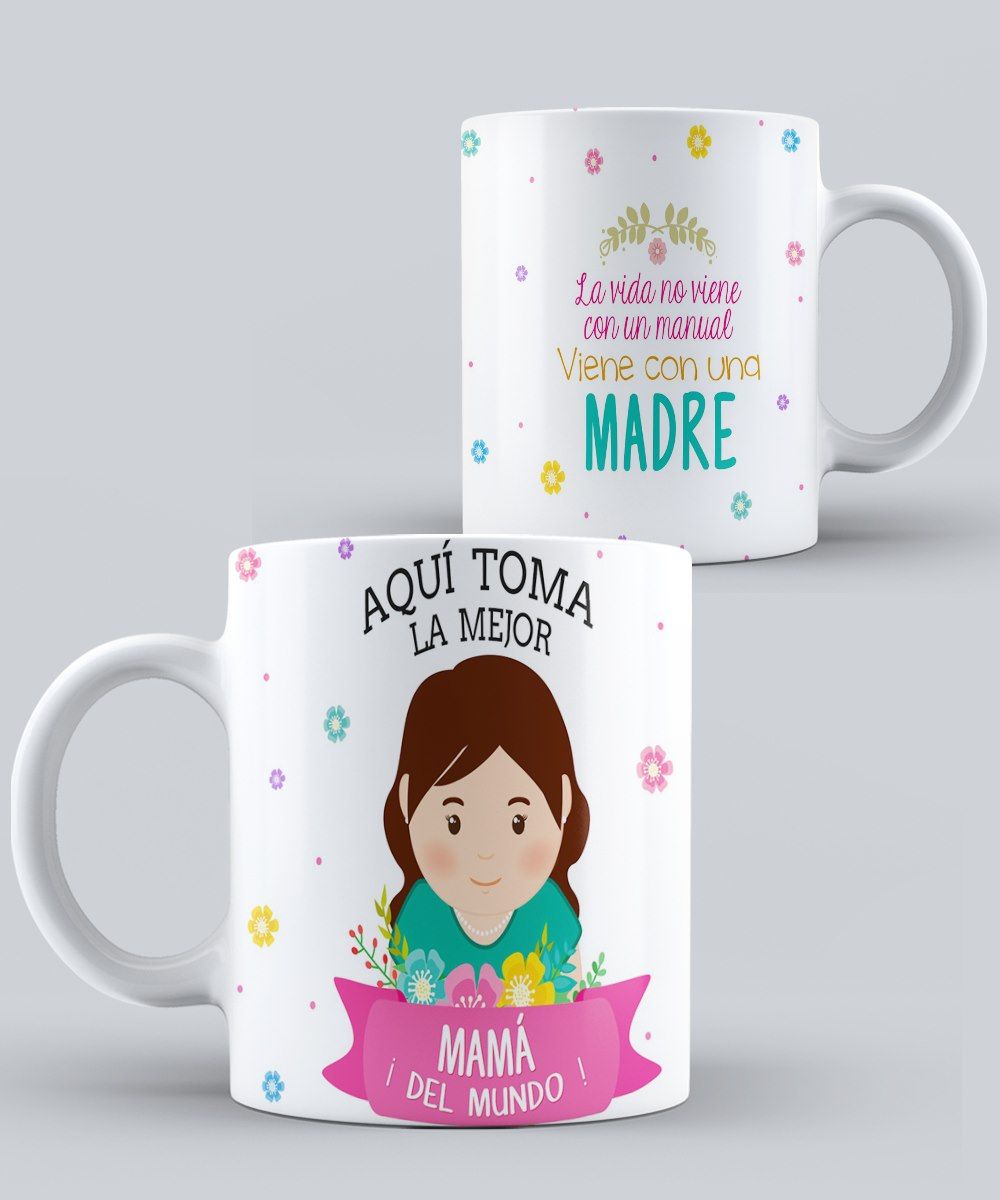 La vida no viene
con un manual
Viene con una
MADRE
AQUÍ TOMA
LA MEJOR
MAMÁ
¡ DEL MUNDO !